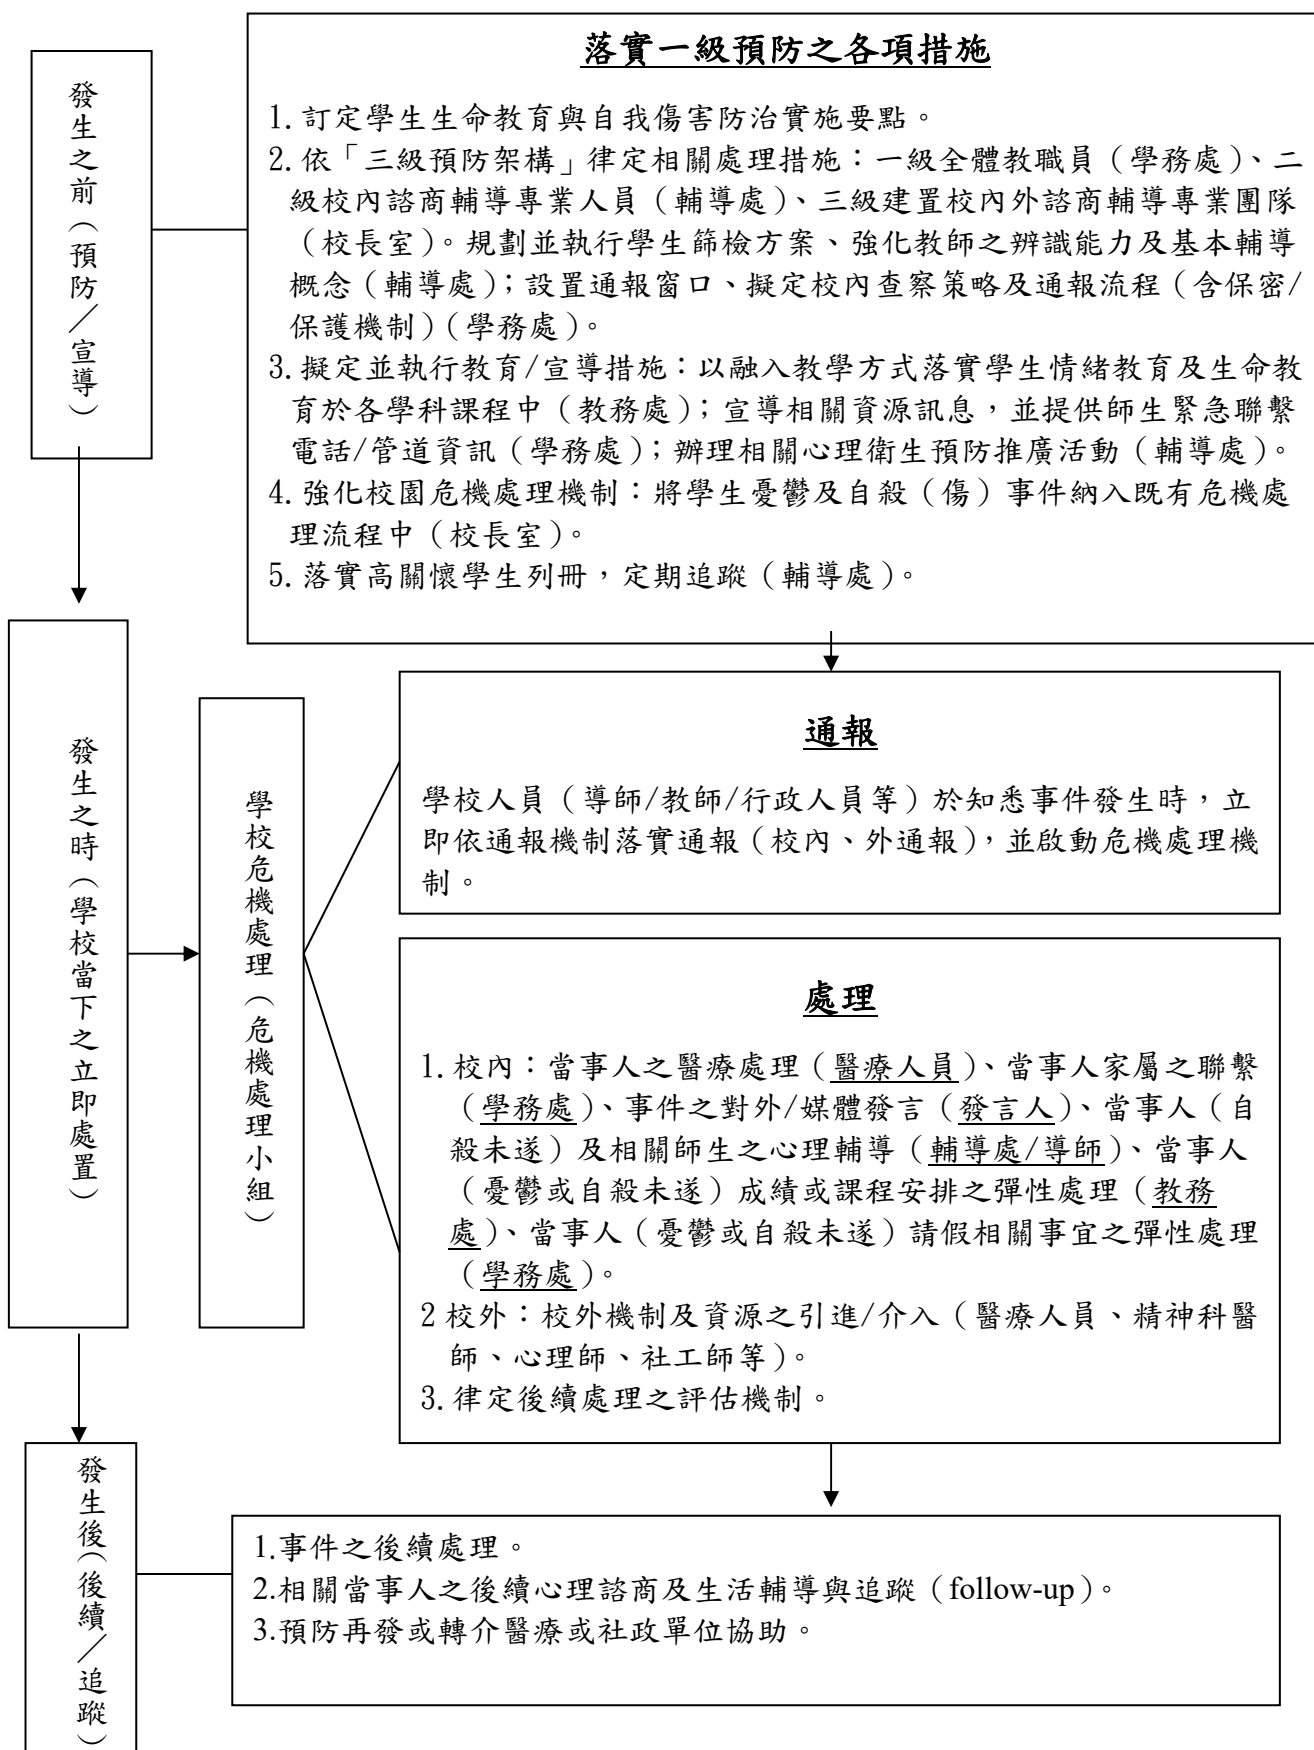 落實一級預防之各項措施
發生之前（預防／宣導）
1. 訂定學生生命教育與自我傷害防治實施要點。
2. 依「三級預防架構」律定相關處理措施：一級全體教職員（學務處）、二
級校內諮商輔導專業人員（輔導處）、三級建置校內外諮商輔導專業團隊
（校長室）。規劃並執行學生篩檢方案、強化教師之辨識能力及基本輔導
概念（輔導處）；設置通報窗口、擬定校內查察策略及通報流程（含保密/
保護機制）（學務處）。
3. 擬定並執行教育/宣導措施：以融入教學方式落實學生情緒教育及生命教
育於各學科課程中（教務處）；宣導相關資源訊息，並提供師生緊急聯繫
電話/管道資訊（學務處）；辦理相關心理衛生預防推廣活動（輔導處）。
4. 強化校園危機處理機制：將學生憂鬱及自殺（傷）事件納入既有危機處
理流程中（校長室）。
5. 落實高關懷學生列冊，定期追蹤（輔導處）。
發生之時（學校當下之立即處置）
學校危機處理（危機處理小組）
通報
學校人員（導師/教師/行政人員等）於知悉事件發生時，立
即依通報機制落實通報（校內、外通報），並啟動危機處理機
制。
處理
1. 校內：當事人之醫療處理（醫療人員）、當事人家屬之聯繫
（學務處）、事件之對外/媒體發言（發言人）、當事人（自
殺未遂）及相關師生之心理輔導（輔導處/導師）、當事人
（憂鬱或自殺未遂）成績或課程安排之彈性處理（教務
處）、當事人（憂鬱或自殺未遂）請假相關事宜之彈性處理
（學務處）。
2 校外：校外機制及資源之引進/介入（醫療人員、精神科醫
師、心理師、社工師等）。
3. 律定後續處理之評估機制。
發生後（後續／追蹤）
1.事件之後續處理。
2.相關當事人之後續心理諮商及生活輔導與追蹤（follow-up）。
3.預防再發或轉介醫療或社政單位協助。